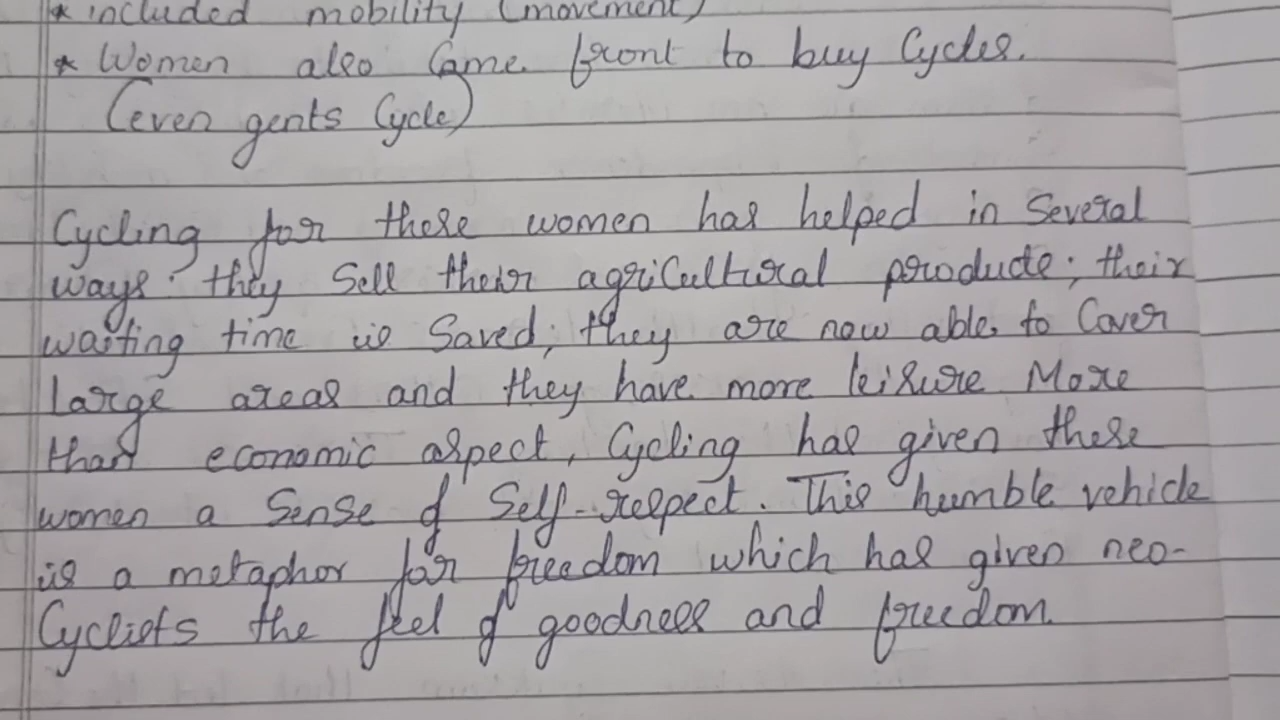 * included mobility (movement)
* Women also Came front to buy Cycles.
(even gents Cycle)
Cycling for these women has helped in Several
ways : they Sell their agricultural produce ; their
waiting time is Saved ; they are now able to Cover
Large areas and they have more leisure More
than economic aspect, Cycling has given these
women a Sense of Self-respect. This humble vehicle
is a metaphor for freedom which has given neo-
Cyclists the feel of goodness and freedom.